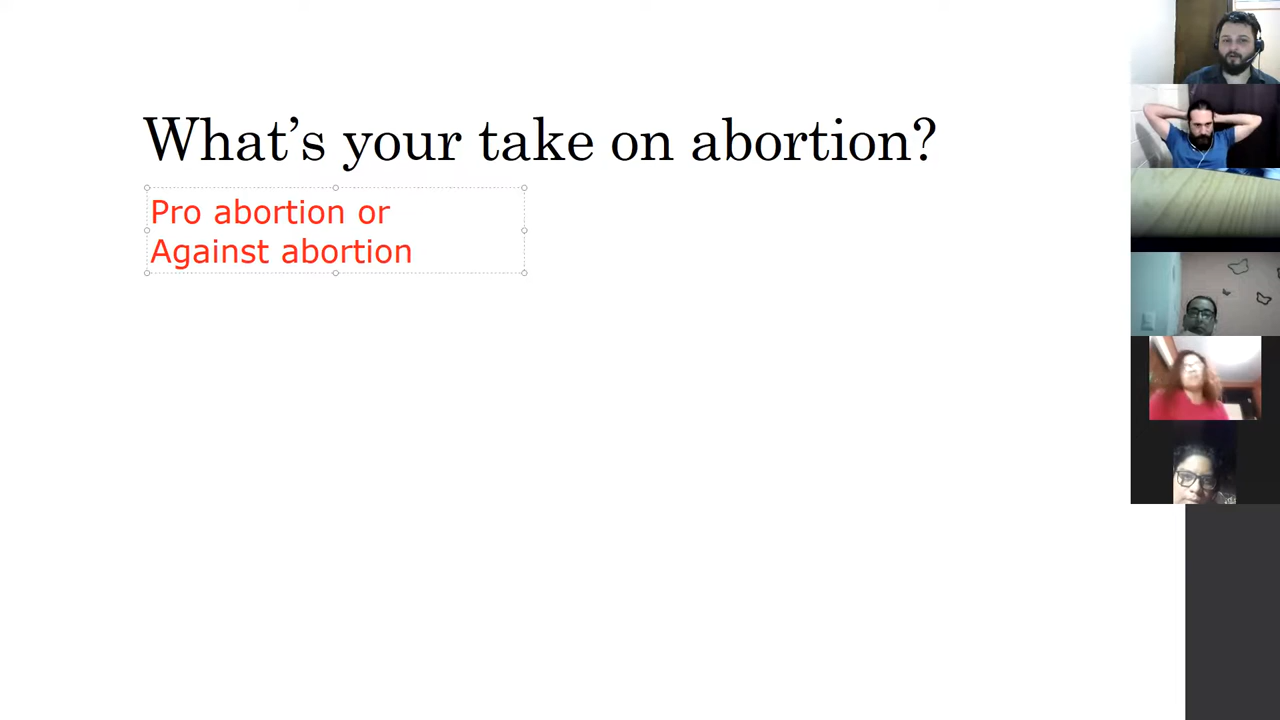 What’s your take on abortion?
Pro abortion or
Against abortion